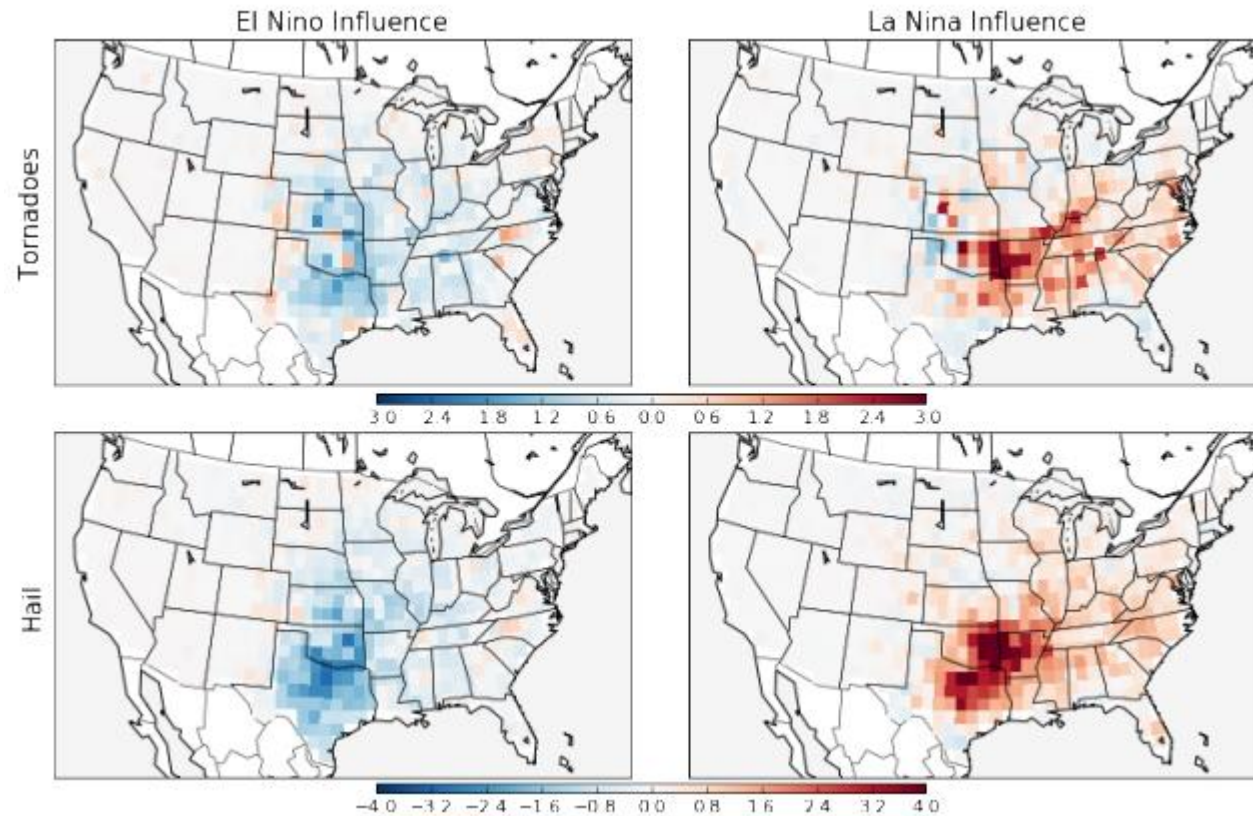 El Nino Influence
La Nina Influence
Tornadoes
3 0 2 4 1 8 1 2 0 6 0 0 0 6 1 2 1 8 2 4 3 0
Hail
−4 0 −3 2 −2 4 −1 6 −0 8 0 0 0 8 1 6 2 4 3 2 4 0